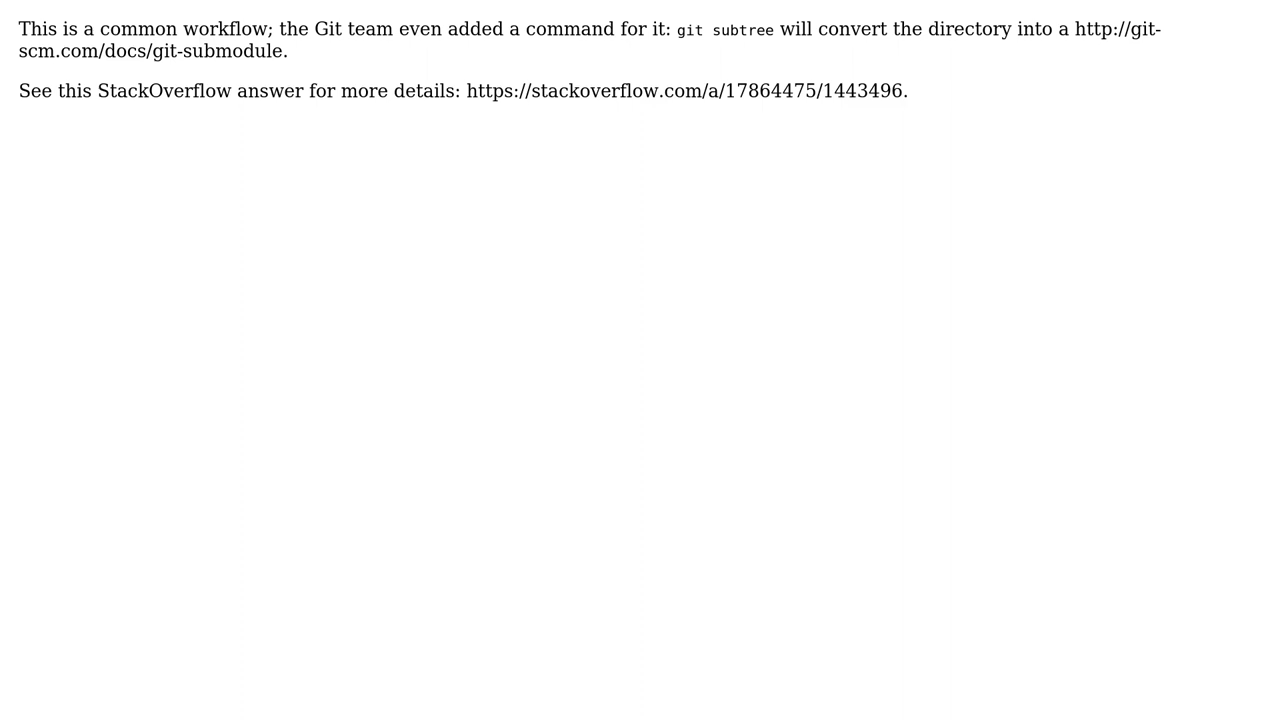 This is a common workflow; the Git team even added a command for it: git subtree will convert the directory into a http://git-
scm.com/docs/git-submodule.
See this StackOverflow answer for more details: https://stackoverflow.com/a/17864475/1443496.